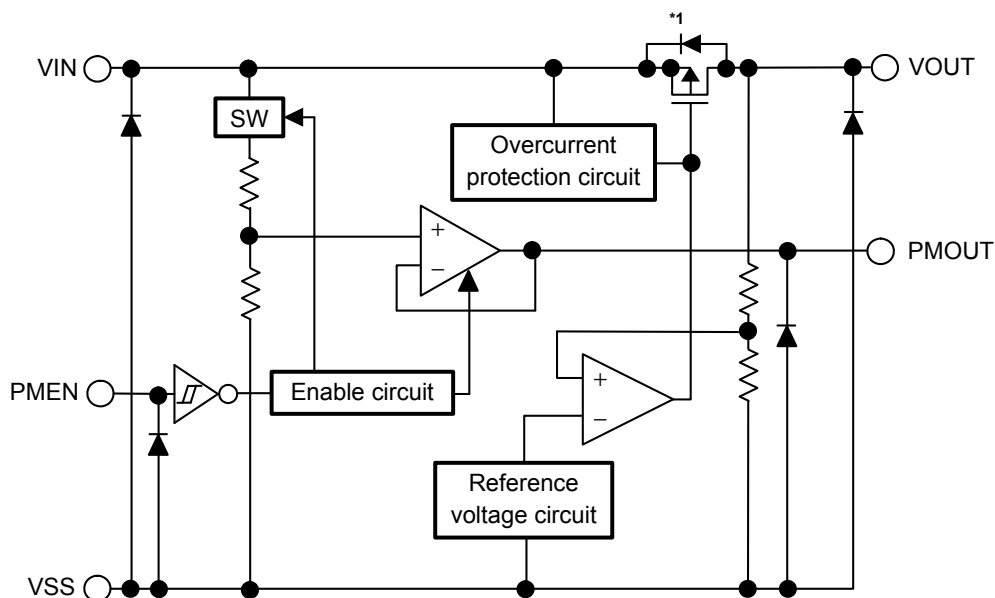 *1
VIN
VOUT
SW
Overcurrent
protection circuit
+
−
PMOUT
PMEN
Enable circuit
+
−
Reference
voltage circuit
VSS